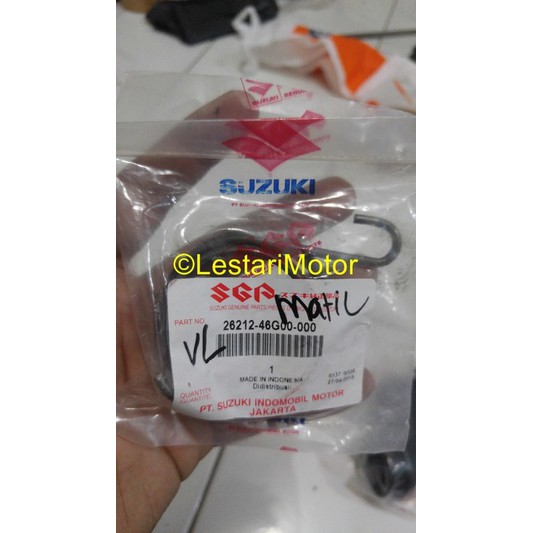 SUZUKI
©LestariMotor
SGP
SUZUKI GENUINE PARTS
matic
PART NO.
26212-46G00-000
VL
1
MADE IN INDONESIA
QUANTITY
Didistribusi
PT. SUZUKI INDOMOBIL MOTOR
JAKARTA